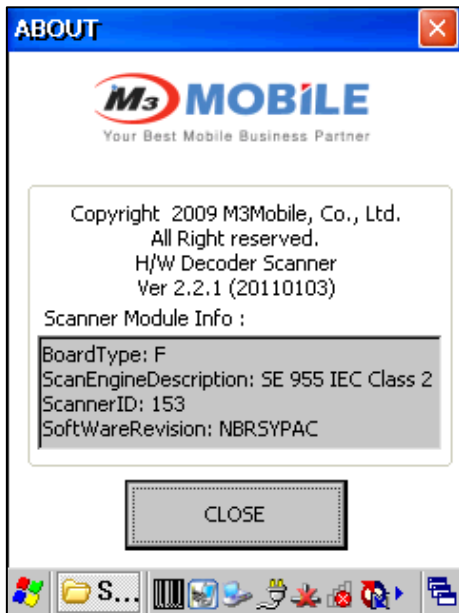 ABOUT
M3 MOBILE
Your Best Mobile Business Partner
Copyright 2009 M3Mobile, Co., Ltd.
All Right reserved.
H/W Decoder Scanner
Ver 2.2.1 (20110103)
Scanner Module Info :
BoardType: F
ScanEngineDescription: SE 955 IEC Class 2
ScannerID: 153
SoftWareRevision: NBRSYPAC
CLOSE
S...